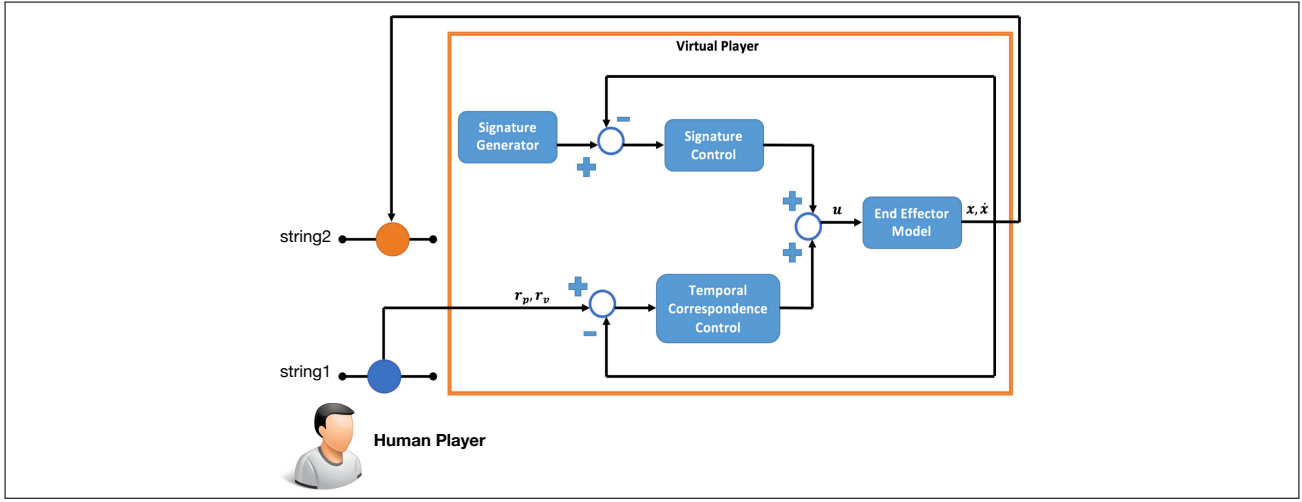 Virtual Player
Signature
Generator
Signature
Control
u
End Effector
Model
x, ẋ
string2
r_p, r_v
Temporal
Correspondence
Control
string1
Human Player